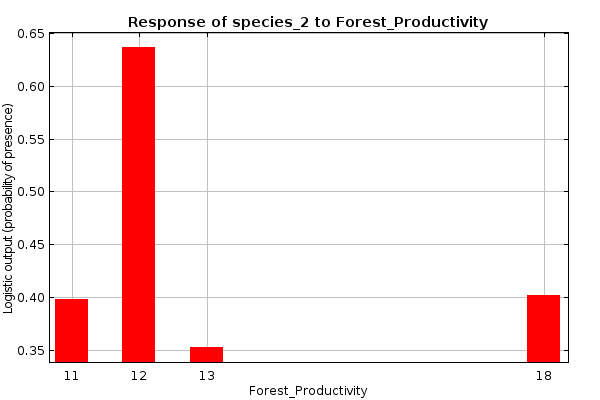 Response of species_2 to Forest_Productivity
Logistic output (probability of presence)
0.65
0.60
0.55
0.50
0.45
0.40
0.35
11 12 13 18
Forest_Productivity